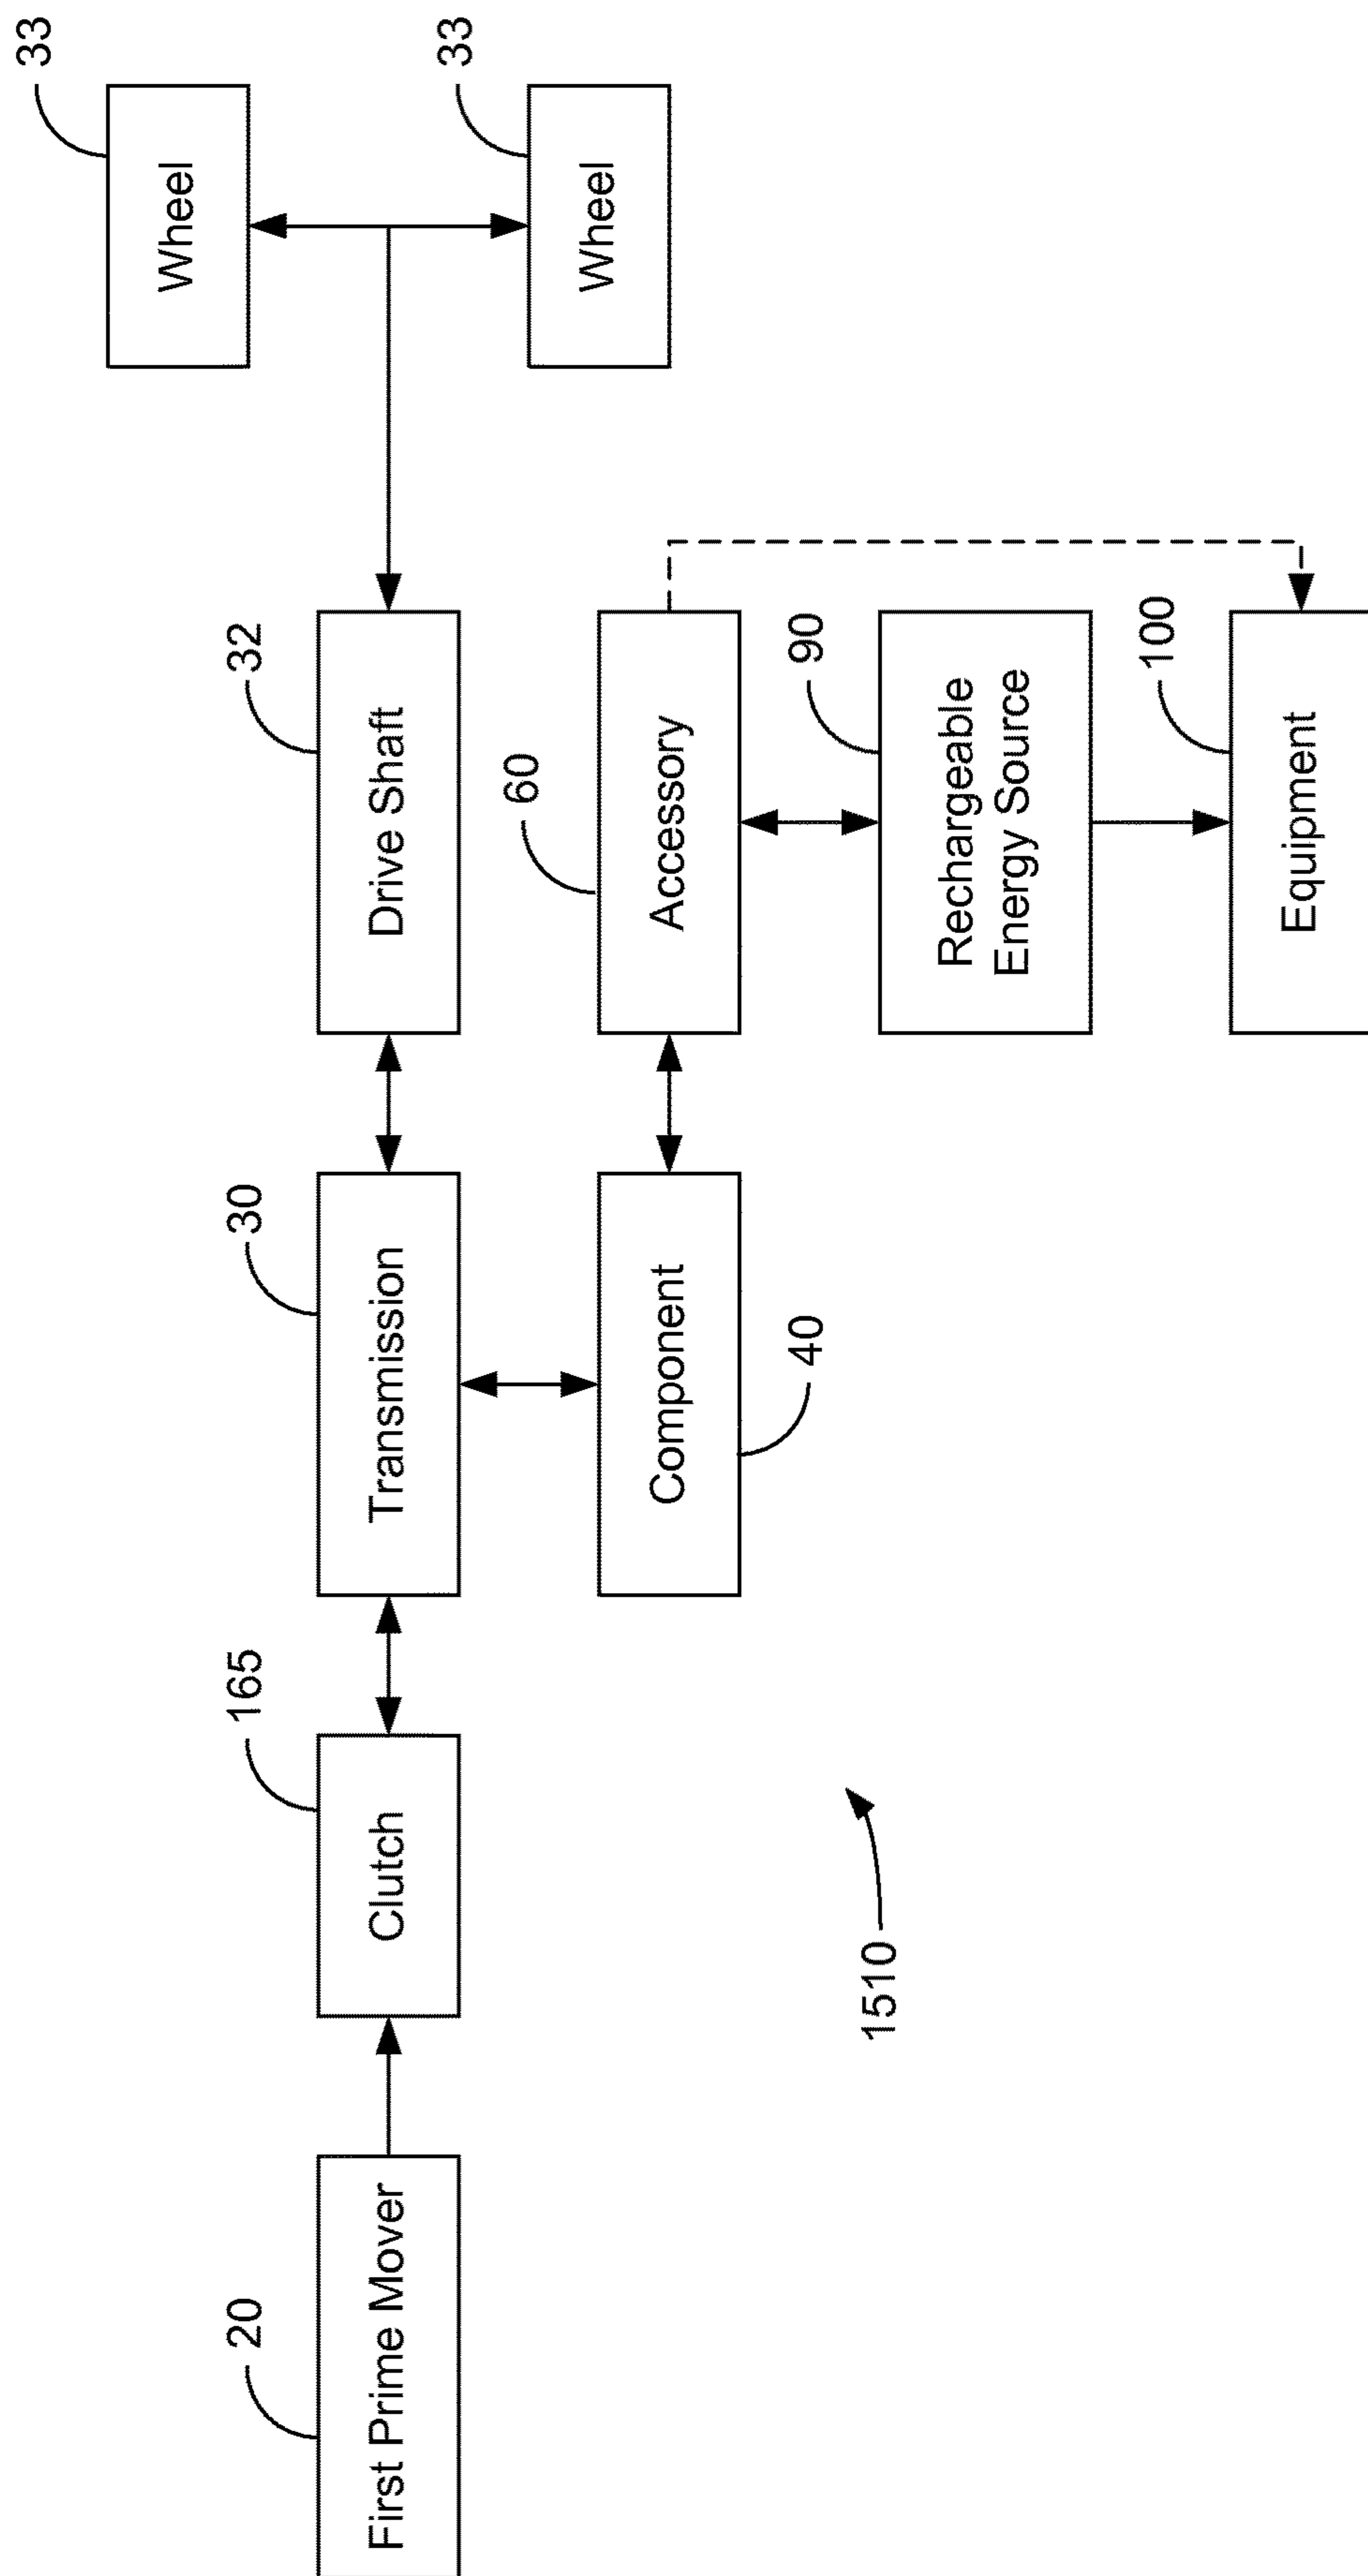 33
Wheel
33
Wheel
20
First Prime Mover
165
Clutch
30
Transmission
32
Drive Shaft
Component
40
60
Accessory
90
Rechargeable
Energy Source
100
Equipment
1510